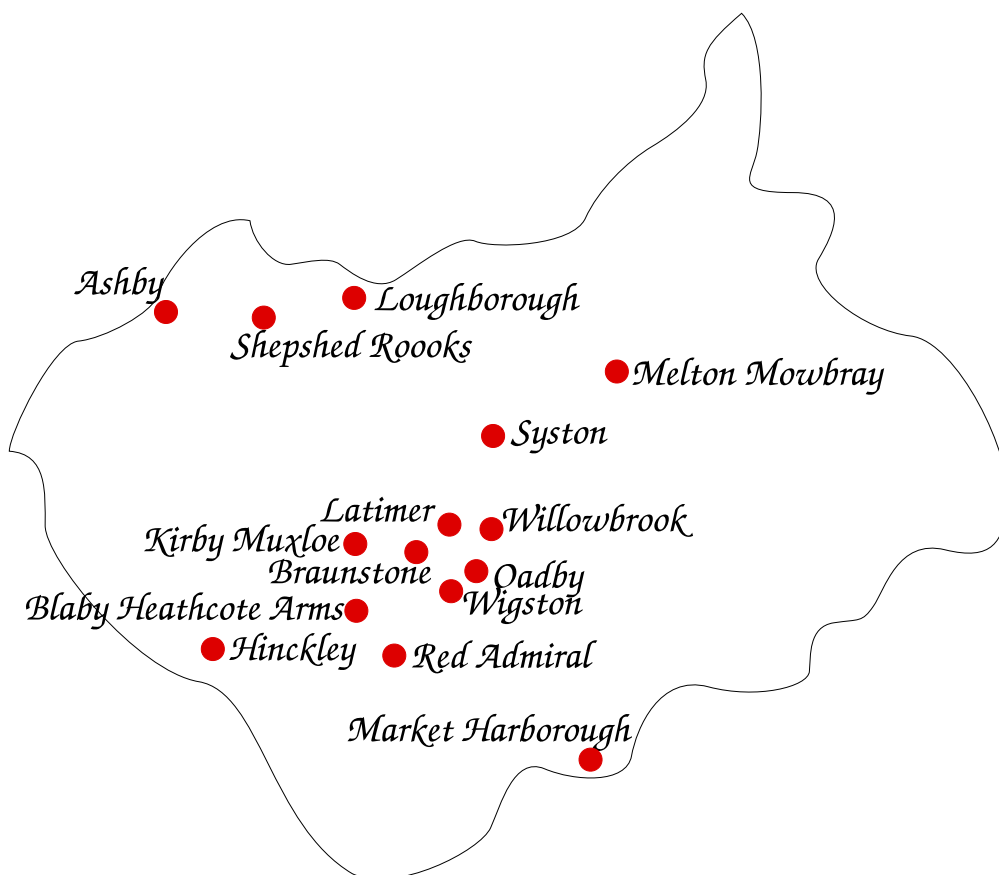 Ashby
Loughborough
Shepshed Roooks
Melton Mowbray
Syston
Latimer
Willowbrook
Kirby Muxloe
Braunstone
Oadby
Wigston
Blaby Heathcote Arms
Hinckley
Red Admiral
Market Harborough